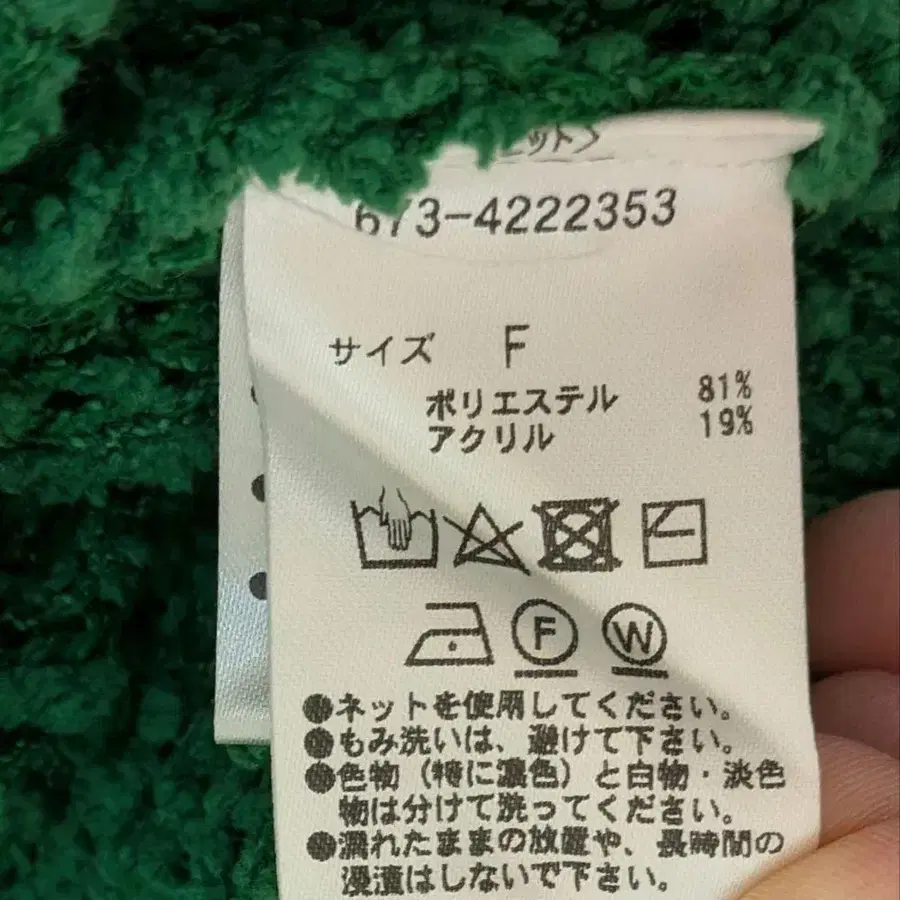 ット>
673-4222353
サイズ F
ポリエステル 81%
アクリル 19%
F W
●ネットを使用してください。
●もみ洗いは、避けて下さい。
●色物（特に濃色）と白物・淡色
物は分けて洗ってください。
●濡れたままの放置や、長時間の
浸漬はしないで下さい。